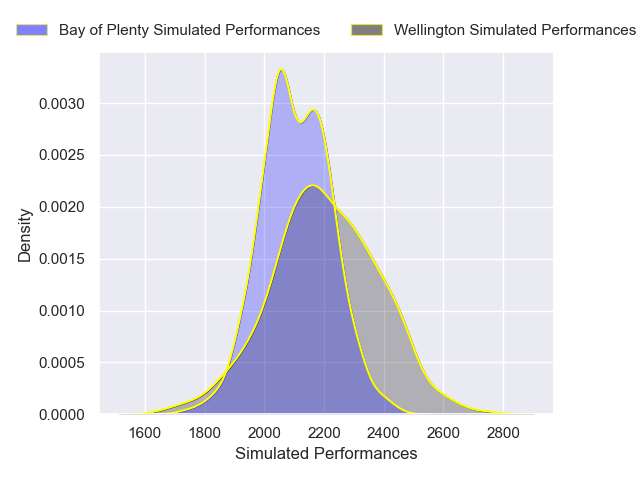 Bay of Plenty Simulated Performances
Wellington Simulated Performances
Density
0.0030
0.0025
0.0020
0.0015
0.0010
0.0005
0.0000
1600 1800 2000 2200 2400 2600 2800
Simulated Performances